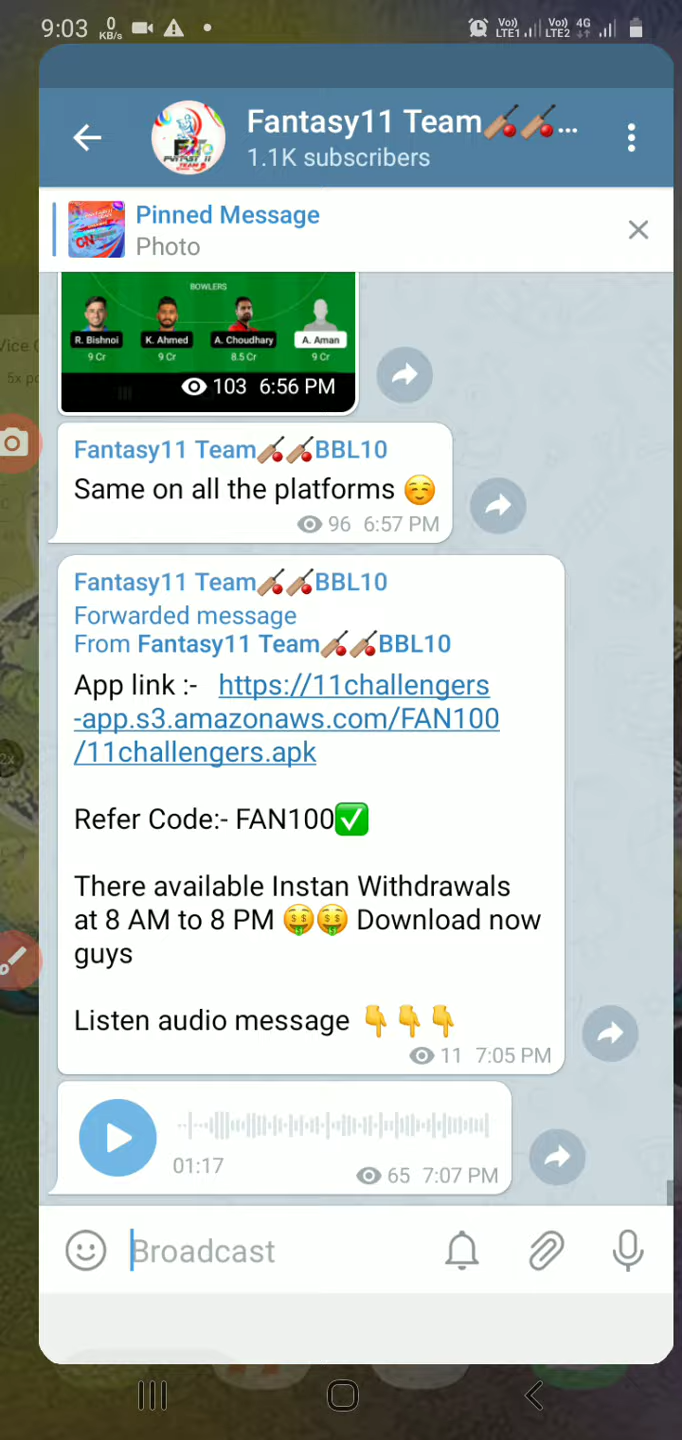 9:03 0 KB/s Vo) LTE1 Vo) LTE2 4G
Fantasy11 Team🏏🏏...
1.1K subscribers
Pinned Message
Photo
ON
BOWLERS
R. Bishnoi K. Ahmed A. Choudhary A. Aman
9 Cr 9 Cr 8.5 Cr 9 Cr
103 6:56 PM
Fantasy11 Team🏏🏏BBL10
Same on all the platforms ☺️
96 6:57 PM
Fantasy11 Team🏏🏏BBL10
Forwarded message
From Fantasy11 Team🏏🏏BBL10
App link :- https://11challengers
-app.s3.amazonaws.com/FAN100
/11challengers.apk
Refer Code:- FAN100✅
There available Instan Withdrawals
at 8 AM to 8 PM 🤑🤑 Download now
guys
Listen audio message 👇👇👇
11 7:05 PM
01:17
65 7:07 PM
Broadcast